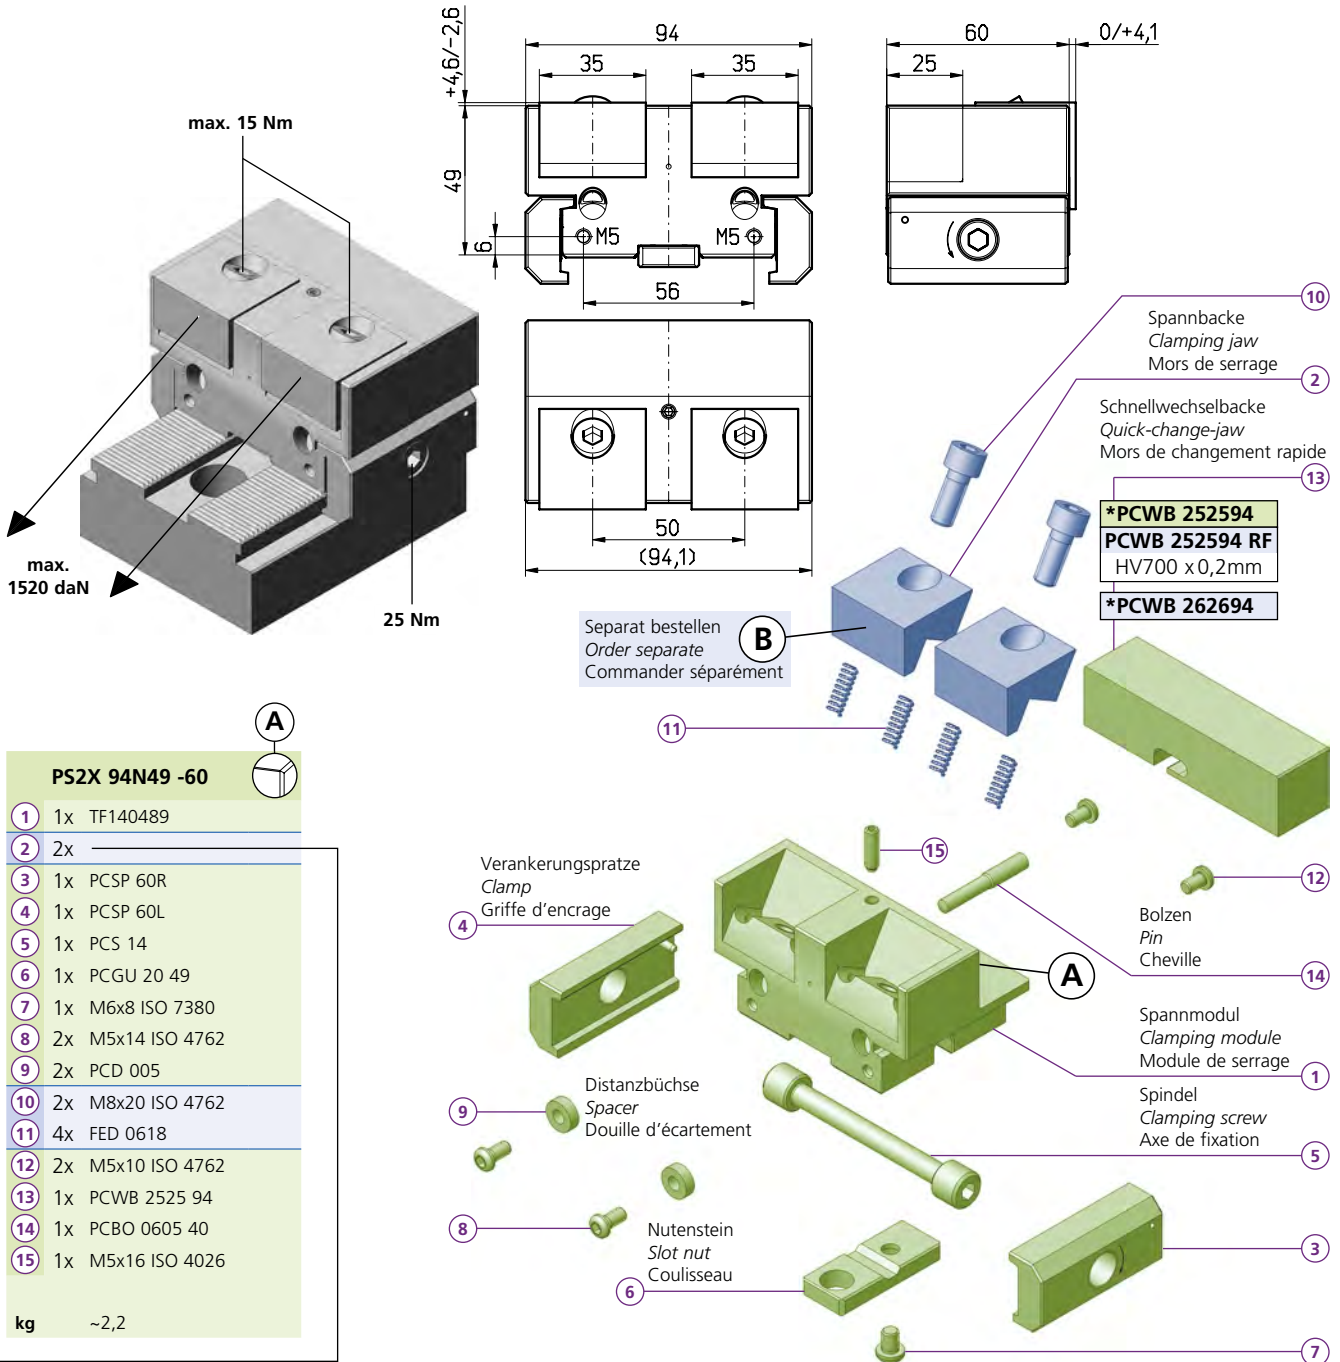 +4,6/-2,6
94
35
35
49
6
M5
M5
56
60
0/+4,1
25
max. 15 Nm
max.
1520 daN
25 Nm
50
(94,1)
10
Spannbacke
Clamping jaw
Mors de serrage
2
Schnellwechselbacke
Quick-change-jaw
Mors de changement rapide
13
*PCWB 252594
PCWB 252594 RF
HV700 x 0,2mm
*PCWB 262694
Separat bestellen
Order separate
Commander séparément
B
11
A
PS2X 94N49 -60
1 1x TF140489
2 2x
3 1x PCSP 60R
4 1x PCSP 60L
5 1x PCS 14
6 1x PCGU 20 49
7 1x M6x8 ISO 7380
8 2x M5x14 ISO 4762
9 2x PCD 005
10 2x M8x20 ISO 4762
11 4x FED 0618
12 2x M5x10 ISO 4762
13 1x PCWB 2525 94
14 1x PCBO 0605 40
15 1x M5x16 ISO 4026
kg ~2,2
Verankerungspratze
Clamp
Griffe d'encrage
4
15
12
Bolzen
Pin
Cheville
14
A
Spannmodul
Clamping module
Module de serrage
1
Distanzbüchse
Spacer
Douille d'écartement
9
Spindel
Clamping screw
Axe de fixation
5
8
Nutenstein
Slot nut
Coulisseau
6
3
7